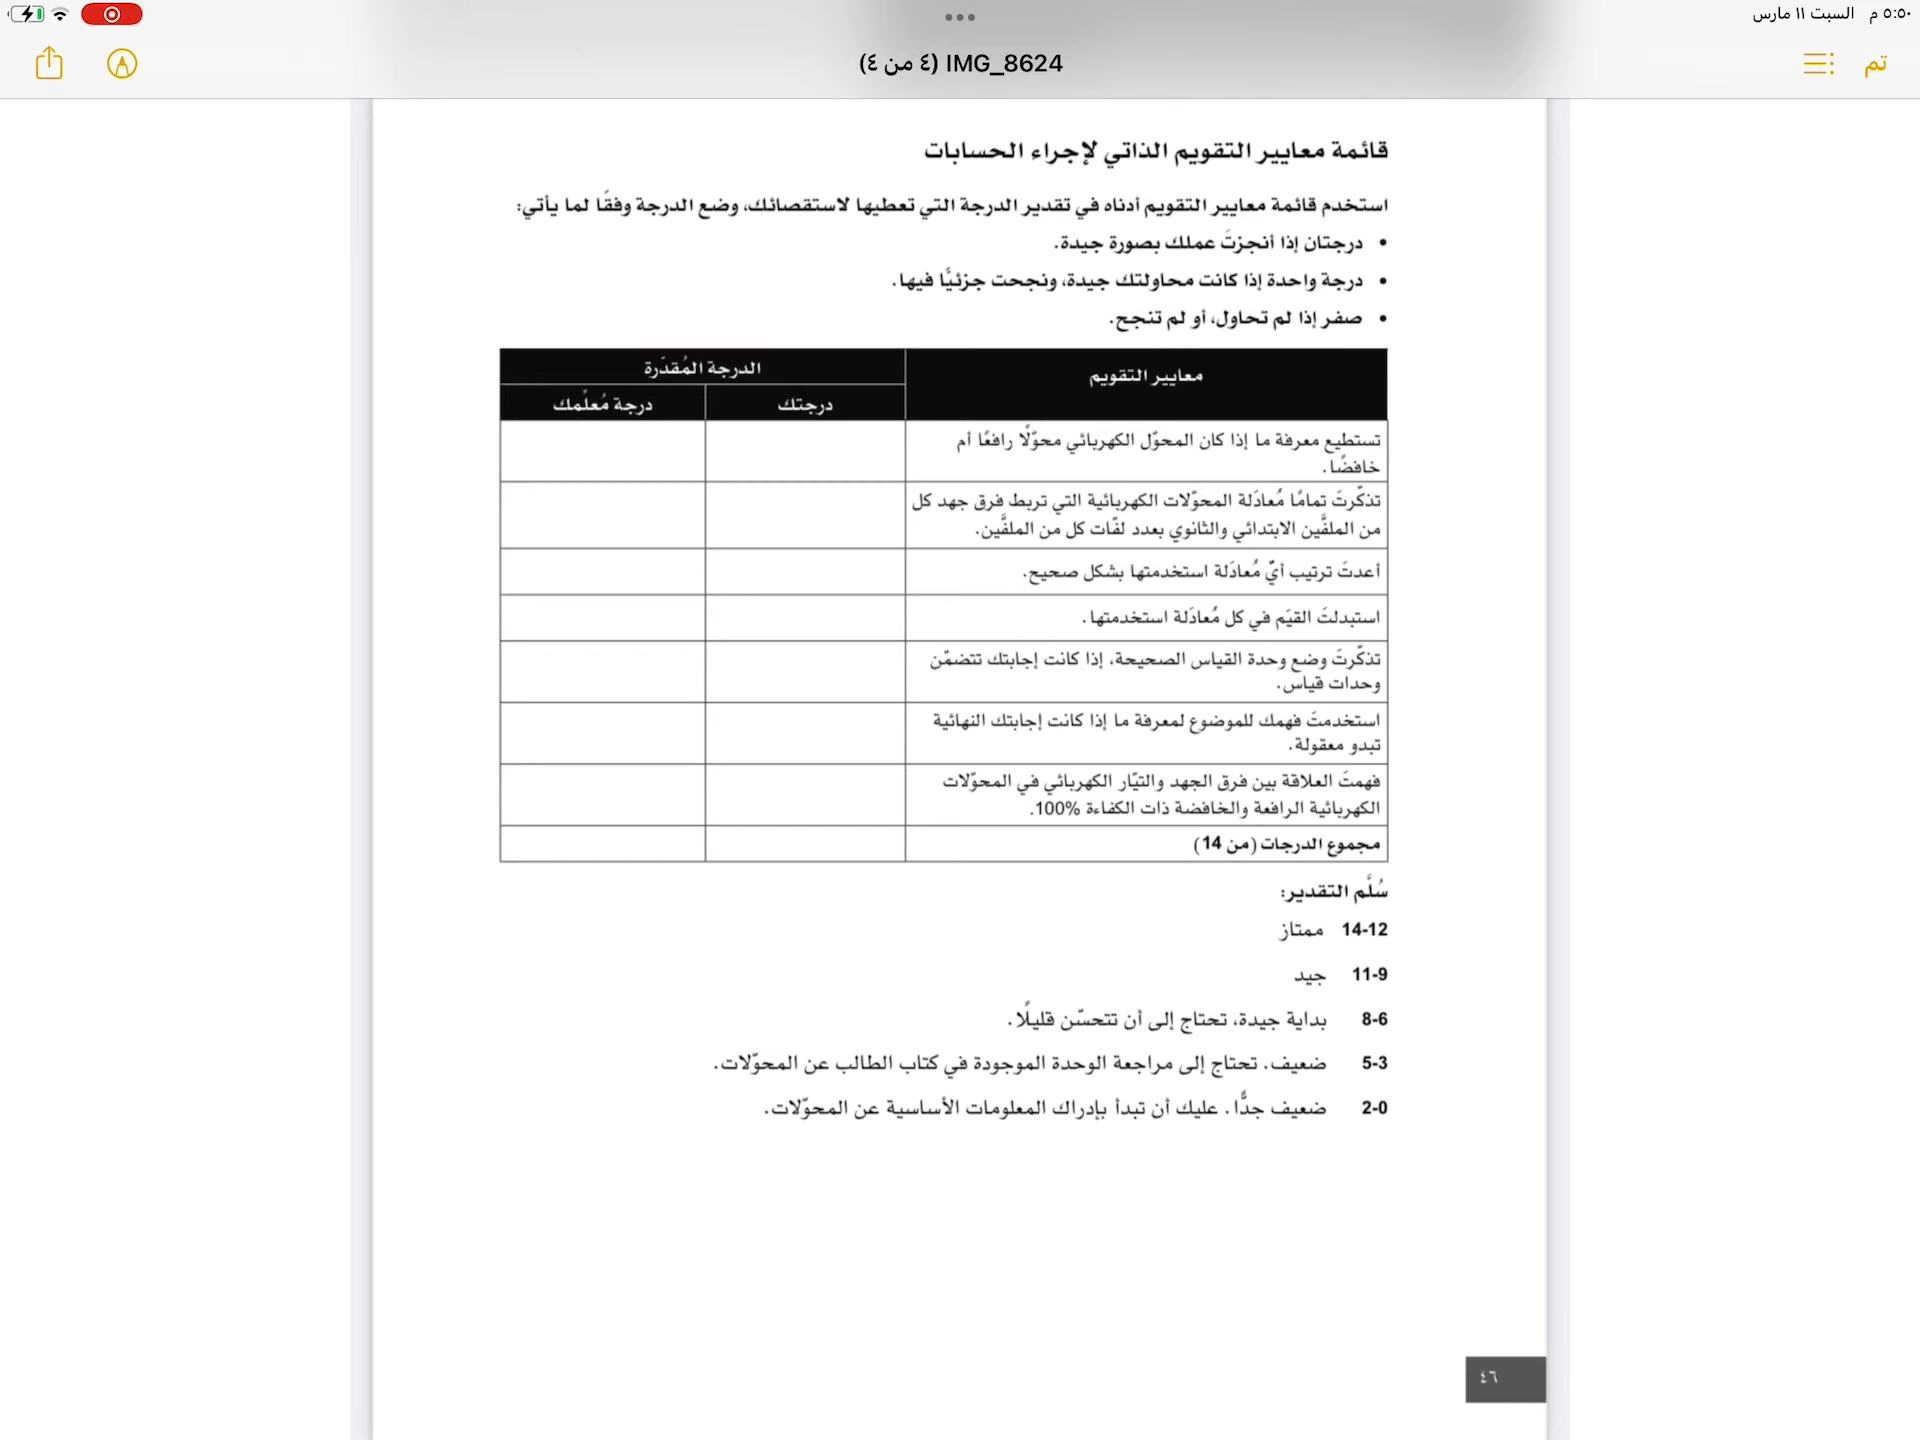 ٥:٥٠ م السبت ١١ مارس
تم
IMG_8624 (٤ من ٤)
قائمة معايير التقويم الذاتي لإجراء الحسابات
استخدم قائمة معايير التقويم أدناه في تقدير الدرجة التي تعطيها لاستقصائك، وضع الدرجة وفقًا لما يأتي:
• درجتان إذا أنجزتَ عملك بصورة جيدة.
• درجة واحدة إذا كانت محاولتك جيدة، ونجحت جزئيًّا فيها.
• صفر إذا لم تحاول، أو لم تنجح.
معايير التقويم
الدرجة المُقدَّرة
درجتك
درجة مُعلِّمك
تستطيع معرفة ما إذا كان المحوّل الكهربائي محوّلًا رافعًا أم
خافضًا.
تذكّرتَ تمامًا مُعادَلة المحوّلات الكهربائية التي تربط فرق جهد كل
من الملفَّين الابتدائي والثانوي بعدد لفّات كل من الملفَّين.
أعدتَ ترتيب أيّ مُعادَلة استخدمتها بشكل صحيح.
استبدلتَ القيَم في كل مُعادَلة استخدمتها.
تذكّرتَ وضع وحدة القياس الصحيحة، إذا كانت إجابتك تتضمّن
وحدات قياس.
استخدمتَ فهمك للموضوع لمعرفة ما إذا كانت إجابتك النهائية
تبدو معقولة.
فهمتَ العلاقة بين فرق الجهد والتيّار الكهربائي في المحوّلات
الكهربائية الرافعة والخافضة ذات الكفاءة 100%.
مجموع الدرجات (من 14)
سُلَّم التقدير:
14-12 ممتاز
11-9 جيد
8-6 بداية جيدة، تحتاج إلى أن تتحسّن قليلًا.
5-3 ضعيف. تحتاج إلى مراجعة الوحدة الموجودة في كتاب الطالب عن المحوّلات.
2-0 ضعيف جدًّا. عليك أن تبدأ بإدراك المعلومات الأساسية عن المحوّلات.
٤٦